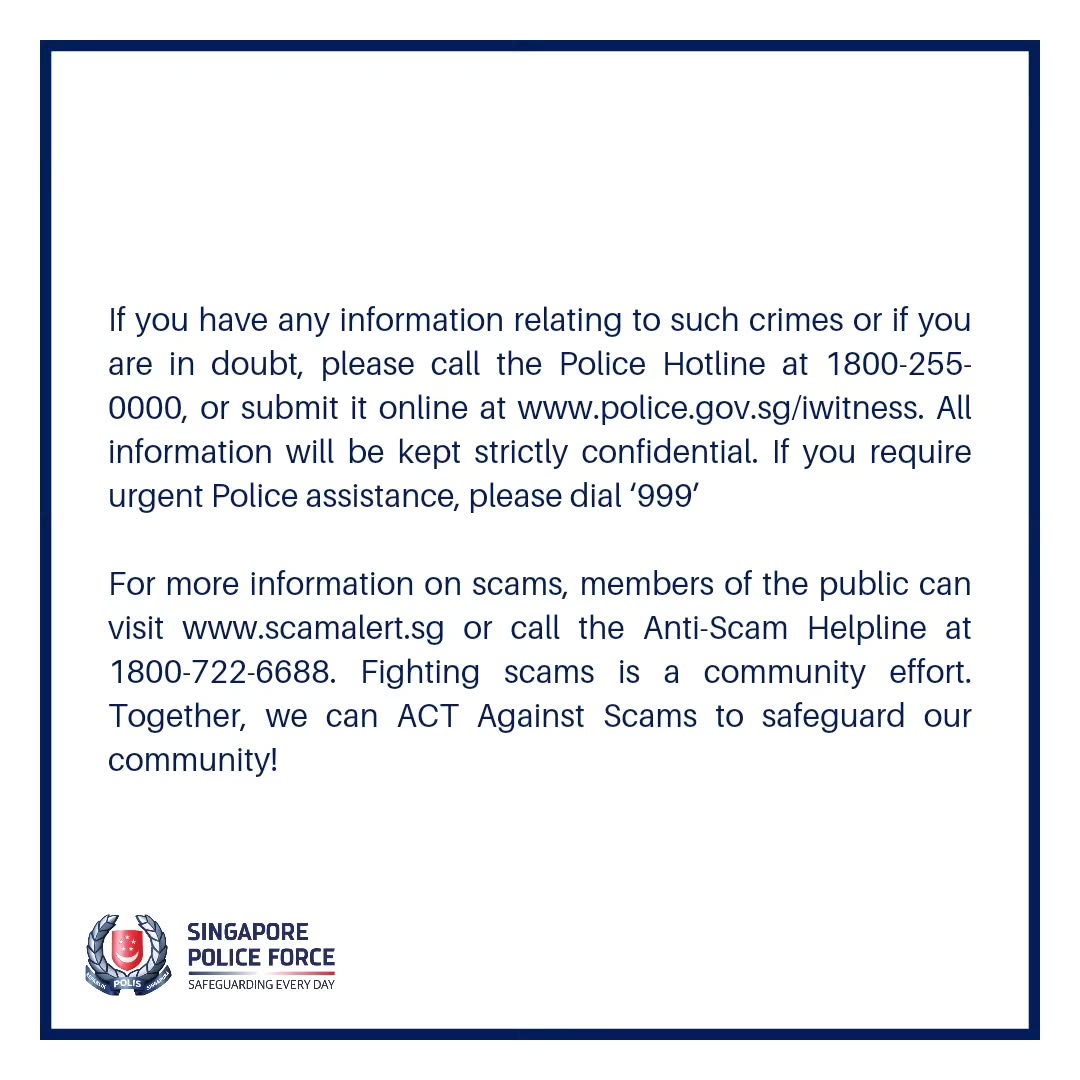 If you have any information relating to such crimes or if you
are in doubt, please call the Police Hotline at 1800-255-
0000, or submit it online at www.police.gov.sg/iwitness. All
information will be kept strictly confidential. If you require
urgent Police assistance, please dial ‘999’
For more information on scams, members of the public can
visit www.scamalert.sg or call the Anti-Scam Helpline at
1800-722-6688. Fighting scams is a community effort.
Together, we can ACT Against Scams to safeguard our
community!
SINGAPORE
POLICE FORCE
SAFEGUARDING EVERY DAY
POLIS